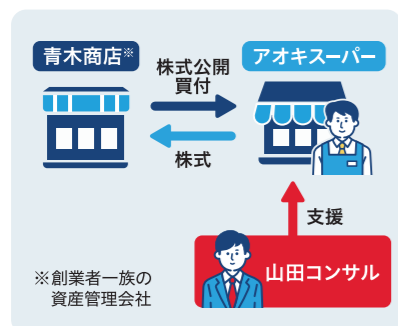 青木商店※
アオキスーパー
株式公開
買付
株式
支援
山田コンサル
※創業者一族の
資産管理会社